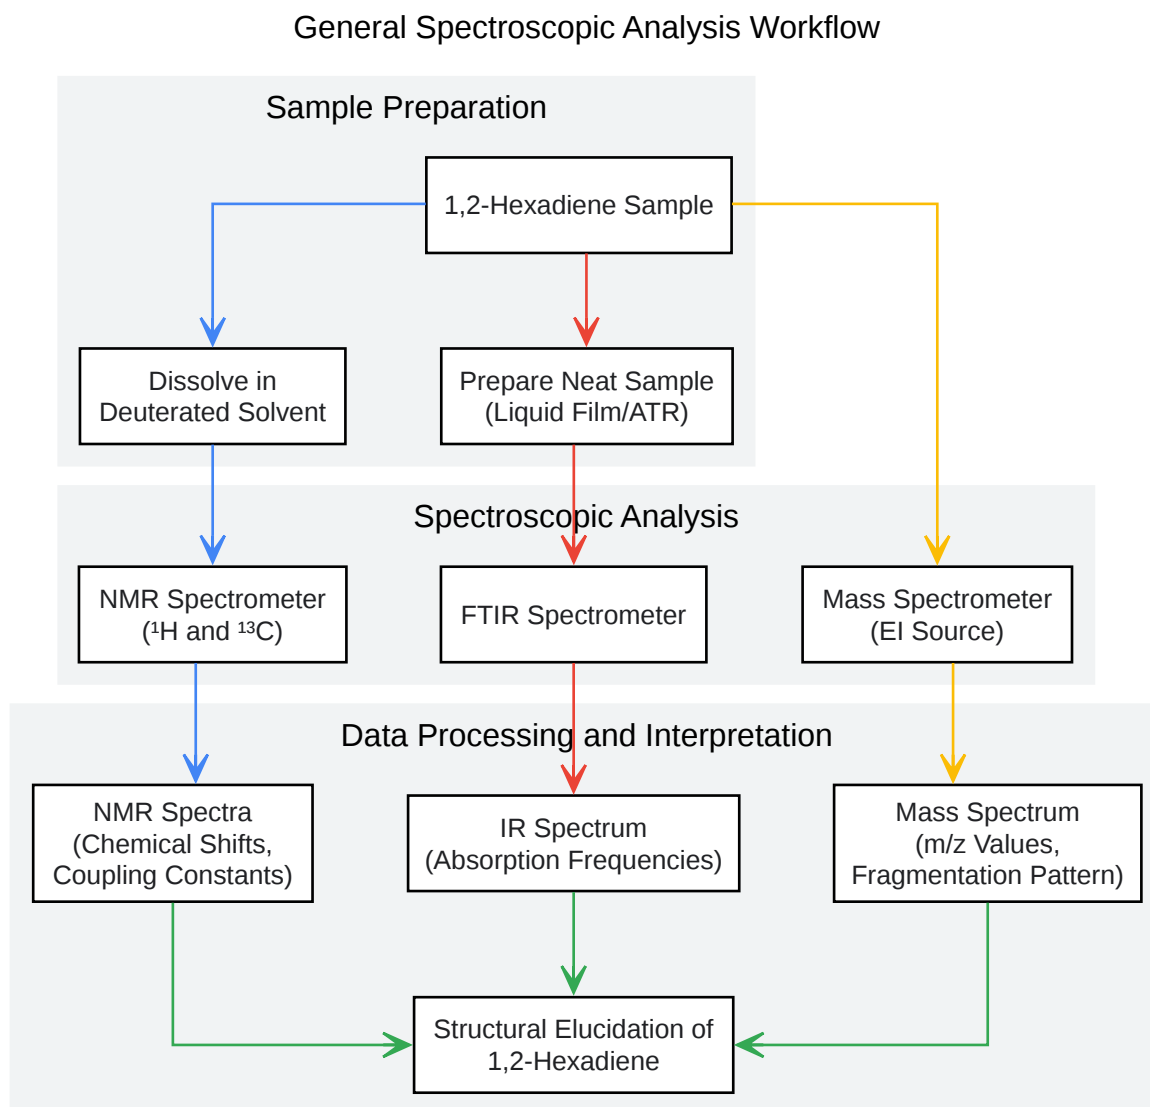 General Spectroscopic Analysis Workflow
Sample Preparation
1,2-Hexadiene Sample
Dissolve in
Deuterated Solvent
Prepare Neat Sample
(Liquid Film/ATR)
Spectroscopic Analysis
NMR Spectrometer
(¹H and ¹³C)
FTIR Spectrometer
Mass Spectrometer
(EI Source)
Data Processing and Interpretation
NMR Spectra
(Chemical Shifts,
Coupling Constants)
IR Spectrum
(Absorption Frequencies)
Mass Spectrum
(m/z Values,
Fragmentation Pattern)
Structural Elucidation of
1,2-Hexadiene